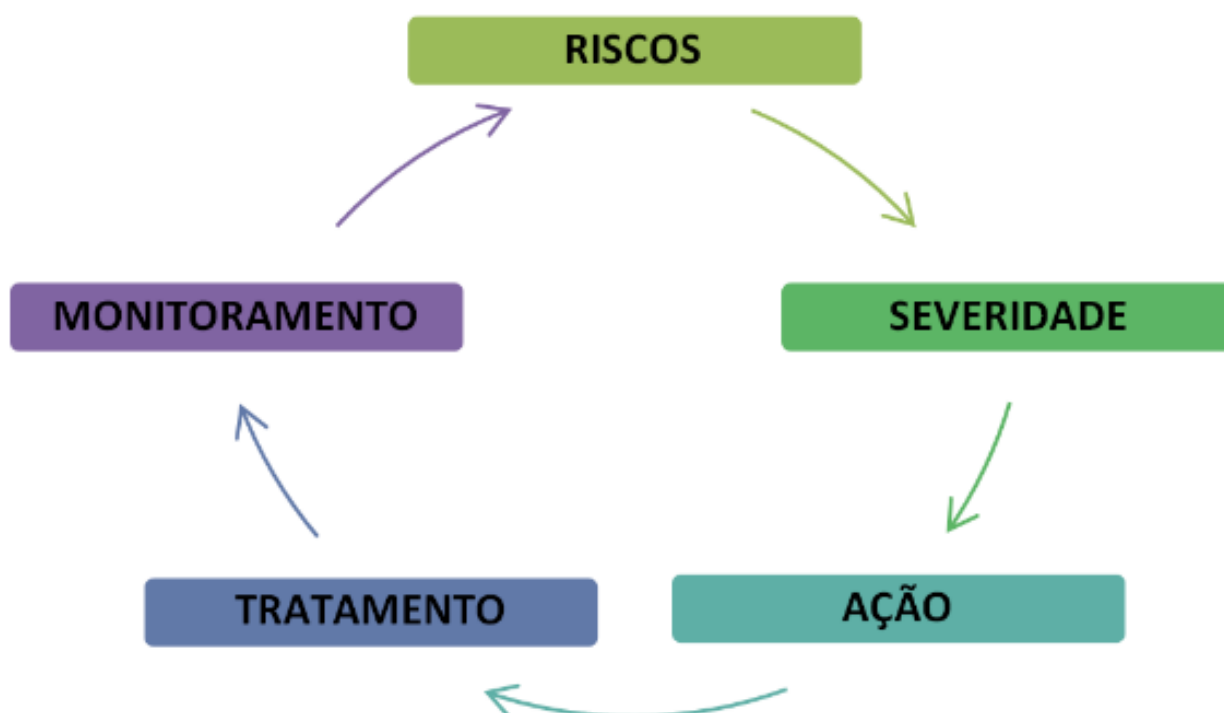 RISCOS
SEVERIDADE
AÇÃO
TRATAMENTO
MONITORAMENTO